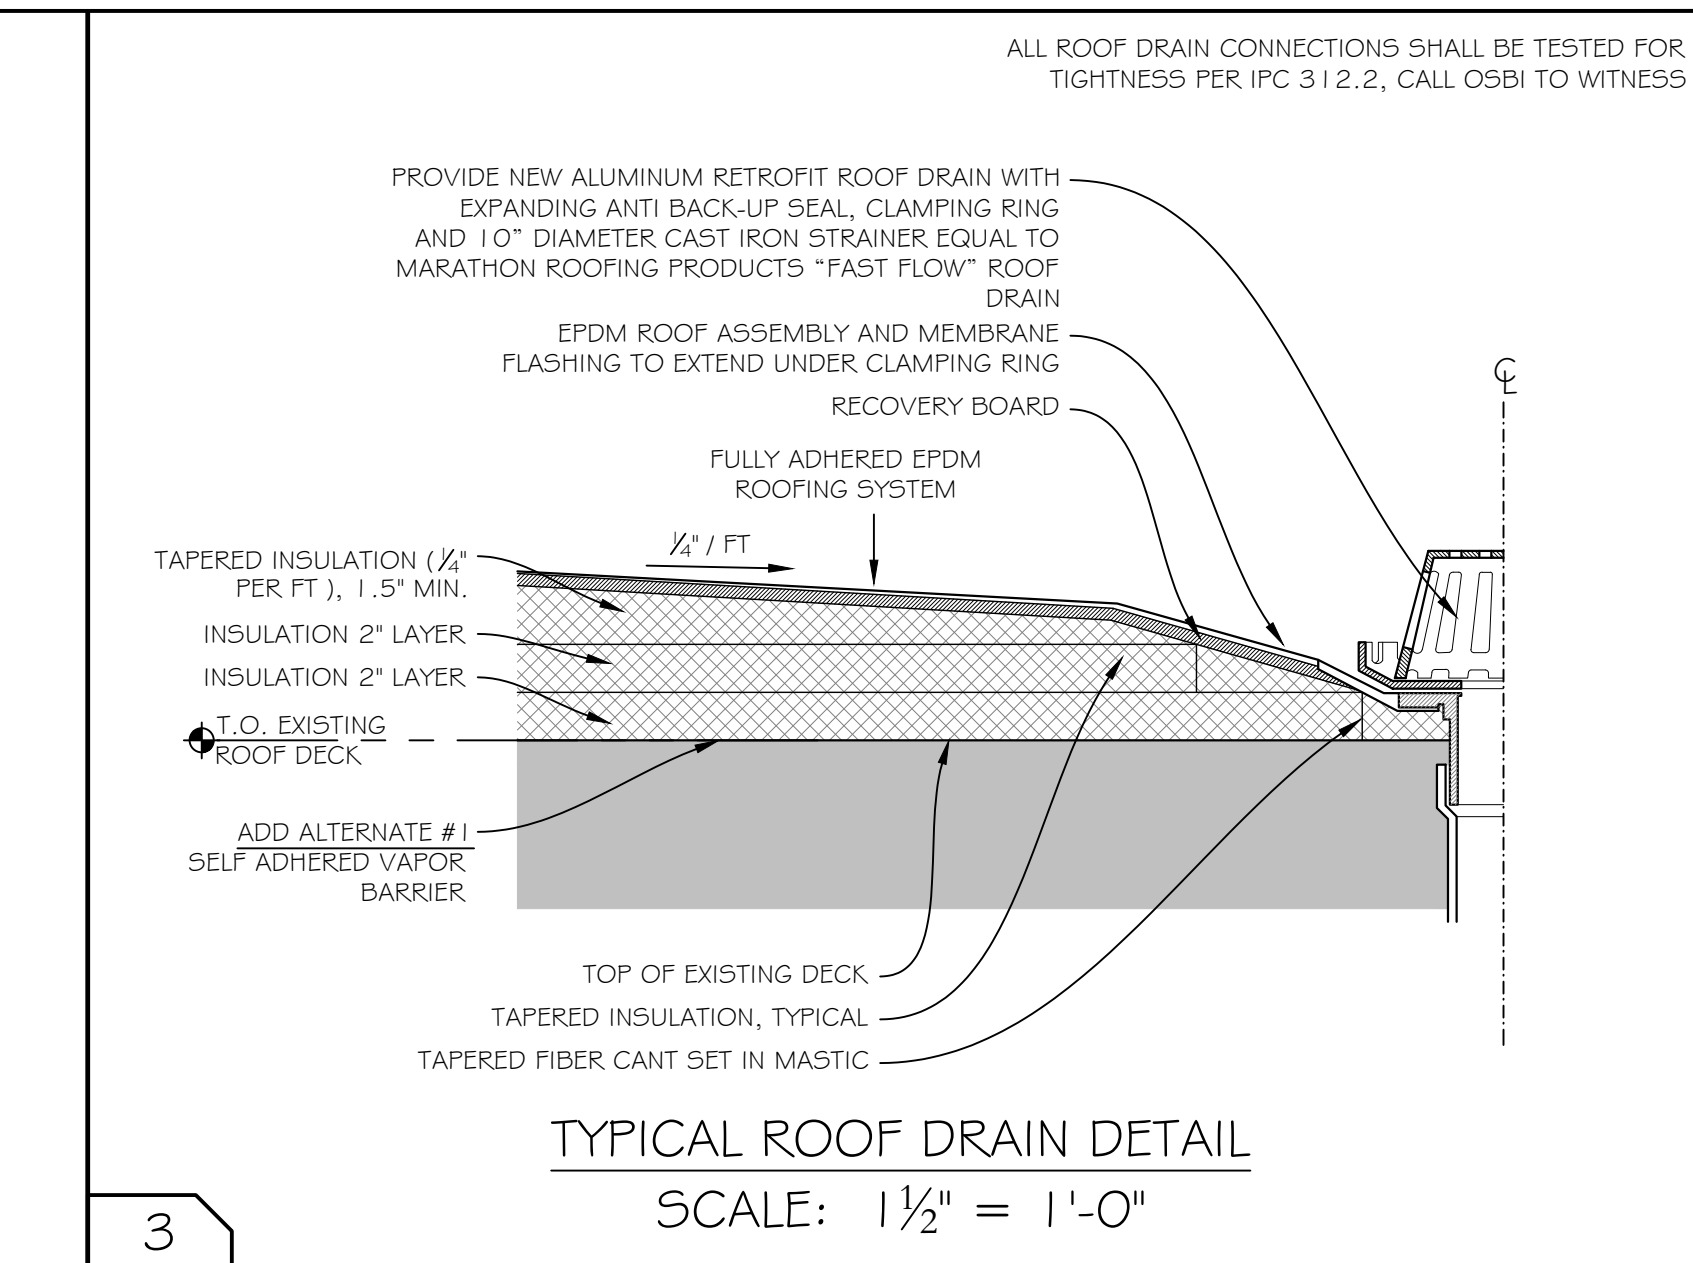 ALL ROOF DRAIN CONNECTIONS SHALL BE TESTED FOR
TIGHTNESS PER IPC 312.2, CALL OSBI TO WITNESS
PROVIDE NEW ALUMINUM RETROFIT ROOF DRAIN WITH
EXPANDING ANTI BACK-UP SEAL, CLAMPING RING
AND 10" DIAMETER CAST IRON STRAINER EQUAL TO
MARATHON ROOFING PRODUCTS “FAST FLOW” ROOF
DRAIN
EPDM ROOF ASSEMBLY AND MEMBRANE
FLASHING TO EXTEND UNDER CLAMPING RING
RECOVERY BOARD
℄
FULLY ADHERED EPDM
ROOFING SYSTEM
¼" / FT
TAPERED INSULATION (¼"
PER FT ), 1.5" MIN.
INSULATION 2" LAYER
INSULATION 2" LAYER
T.O. EXISTING
ROOF DECK
ADD ALTERNATE #1
SELF ADHERED VAPOR
BARRIER
TOP OF EXISTING DECK
TAPERED INSULATION, TYPICAL
TAPERED FIBER CANT SET IN MASTIC
TYPICAL ROOF DRAIN DETAIL
SCALE: 1½" = 1'-0"
3